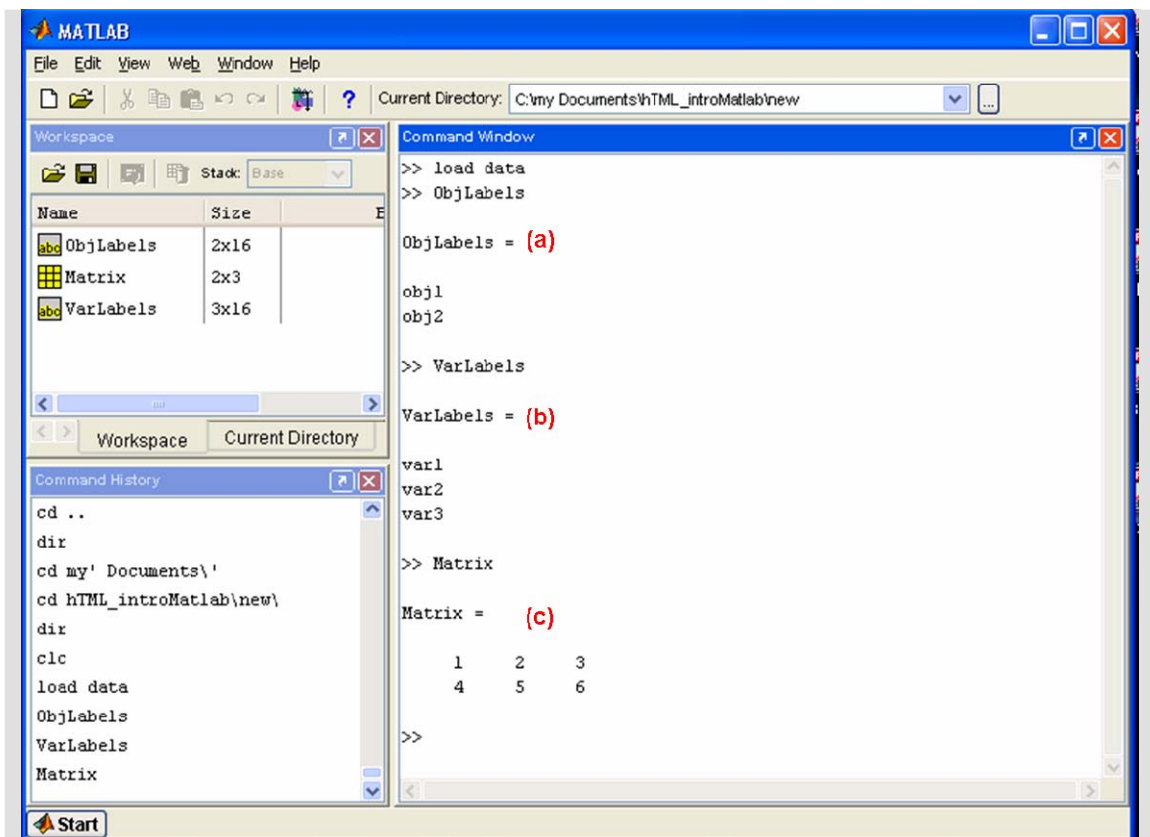 MATLAB
File Edit View Web Window Help
? Current Directory: C:\my Documents\hTML_introMatlab\new ...
Workspace
Stack: Base
Name Size B
abc ObjLabels 2x16
Matrix 2x3
abc VarLabels 3x16
Workspace Current Directory
Command History
cd ..
dir
cd my' Documents\'
cd hTML_introMatlab\new\
dir
clc
load data
ObjLabels
VarLabels
Matrix
Command Window
>> load data
>> ObjLabels
ObjLabels = (a)
obj1
obj2
>> VarLabels
VarLabels = (b)
var1
var2
var3
>> Matrix
Matrix = (c)
1 2 3
4 5 6
>>
Start